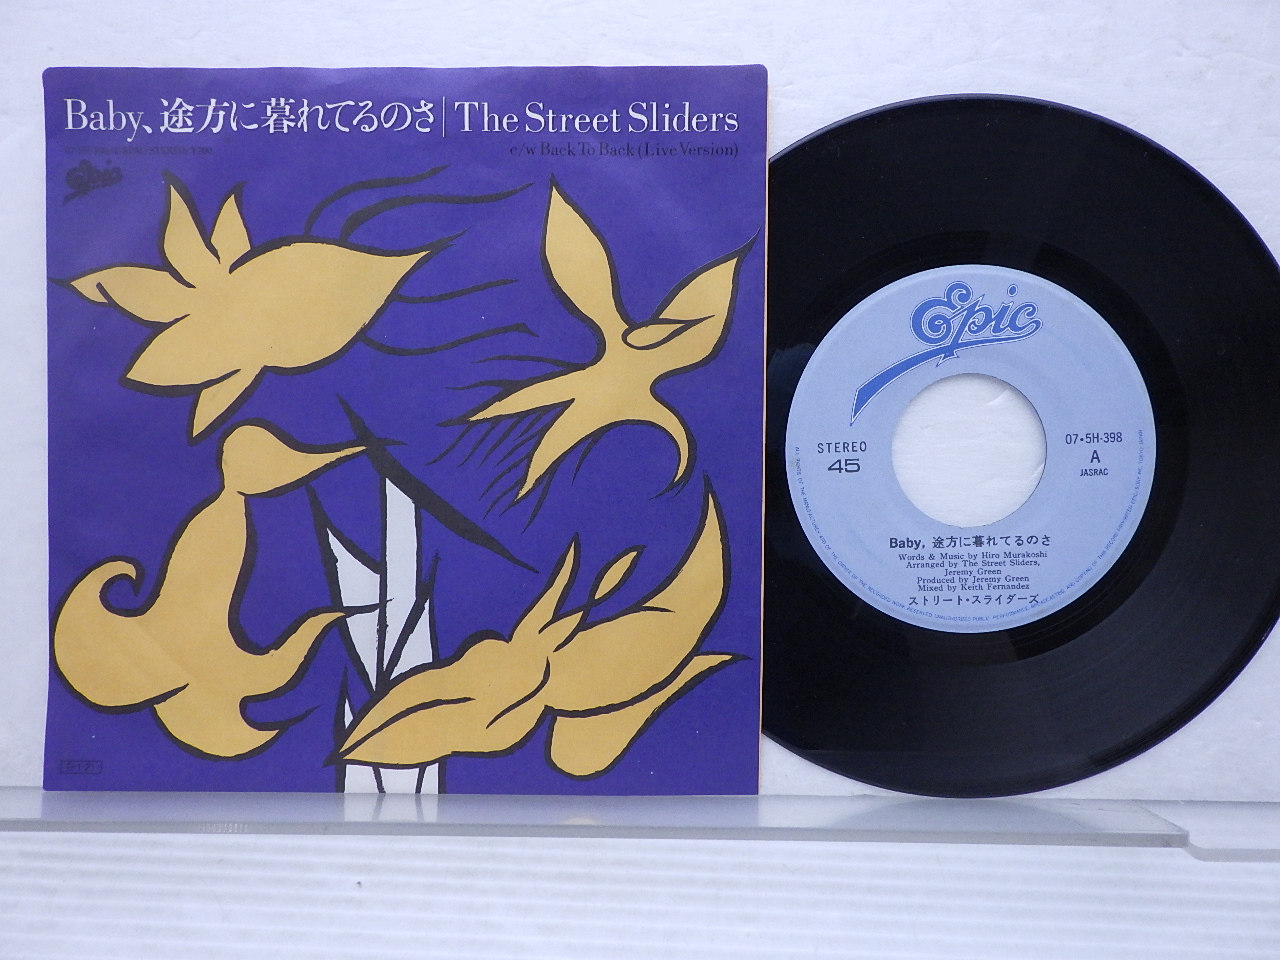 Baby、途方に暮れてるのさ|The Street Sliders
c/w Back To Back (Live Version)
Epic
Epic
STEREO
45
07・5H-398
A
JASRAC
Baby, 途方に暮れてるのさ
Words & Music by Hiro Murakoshi
Arranged by The Street Sliders,
Jeremy Green
Produced by Jeremy Green
Mixed by Keith Fernandez
ストリート・スライダーズ